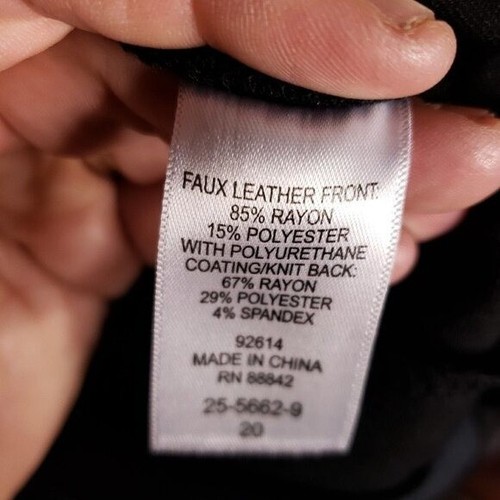 FAUX LEATHER FRONT:
85% RAYON
15% POLYESTER
WITH POLYURETHANE
COATING/KNIT BACK:
67% RAYON
29% POLYESTER
4% SPANDEX
92614
MADE IN CHINA
RN 88842
25-5662-9
20